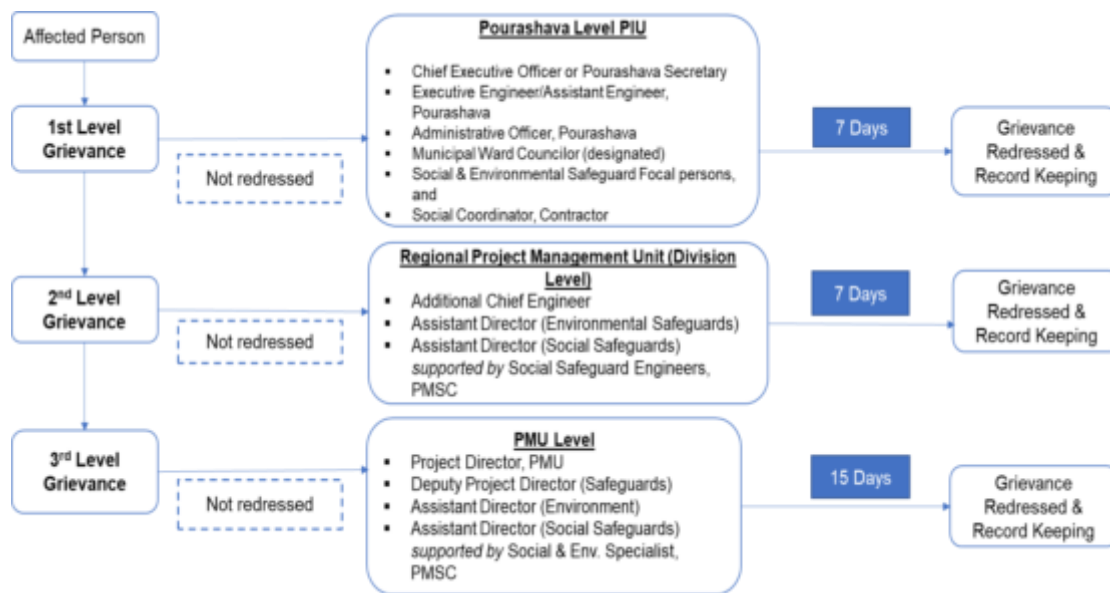 Affected Person
Pourashava Level PIU
▪ Chief Executive Officer or Pourashava Secretary
▪ Executive Engineer/Assistant Engineer,
Pourashava
▪ Administrative Officer, Pourashava
▪ Municipal Ward Councilor (designated)
▪ Social & Environmental Safeguard Focal persons,
and
▪ Social Coordinator, Contractor
1st Level
Grievance
Not redressed
7 Days
Grievance
Redressed &
Record Keeping
2nd Level
Grievance
Not redressed
Regional Project Management Unit (Division
Level)
▪ Additional Chief Engineer
▪ Assistant Director (Environmental Safeguards)
▪ Assistant Director (Social Safeguards)
supported by Social Safeguard Engineers,
PMSC
7 Days
Grievance
Redressed &
Record Keeping
3rd Level
Grievance
Not redressed
PMU Level
▪ Project Director, PMU
▪ Deputy Project Director (Safeguards)
▪ Assistant Director (Environment)
▪ Assistant Director (Social Safeguards)
supported by Social & Env. Specialist,
PMSC
15 Days
Grievance
Redressed &
Record Keeping